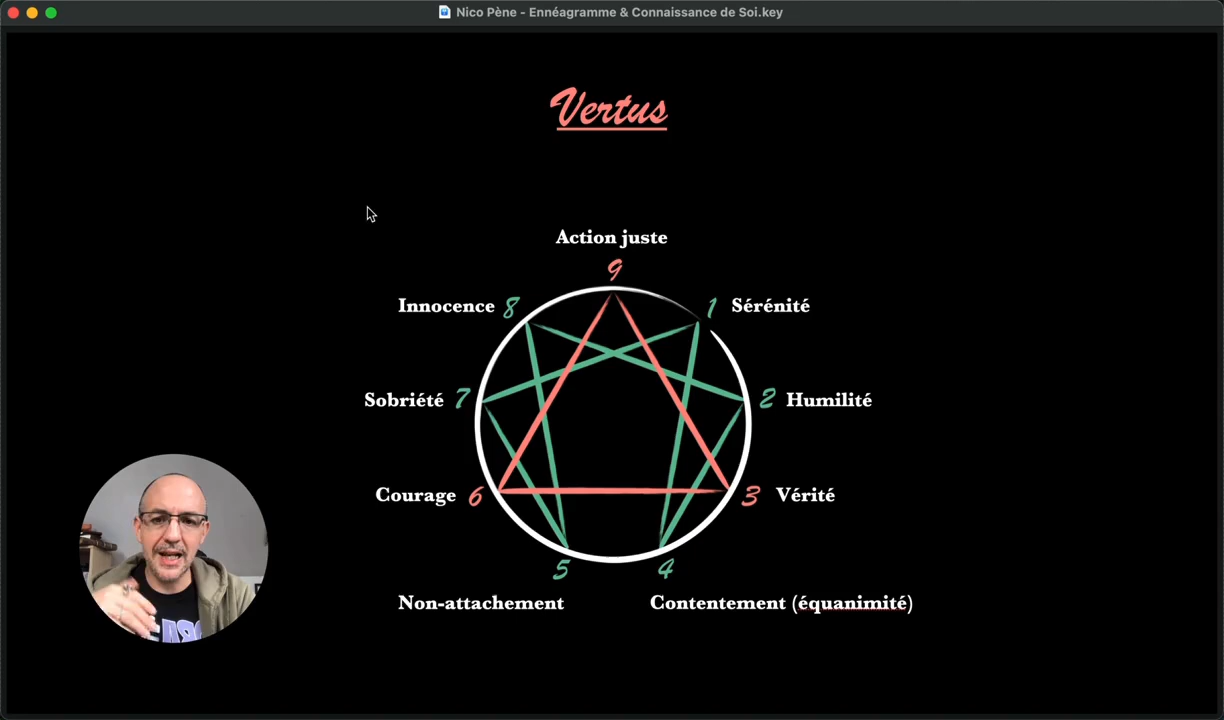 Nico Pène - Ennéagramme & Connaissance de Soi.key
Vertus
Action juste
9
Innocence 8
1 Sérénité
Sobriété 7
2 Humilité
Courage 6
3 Vérité
5
4
Non-attachement
Contentement (équanimité)